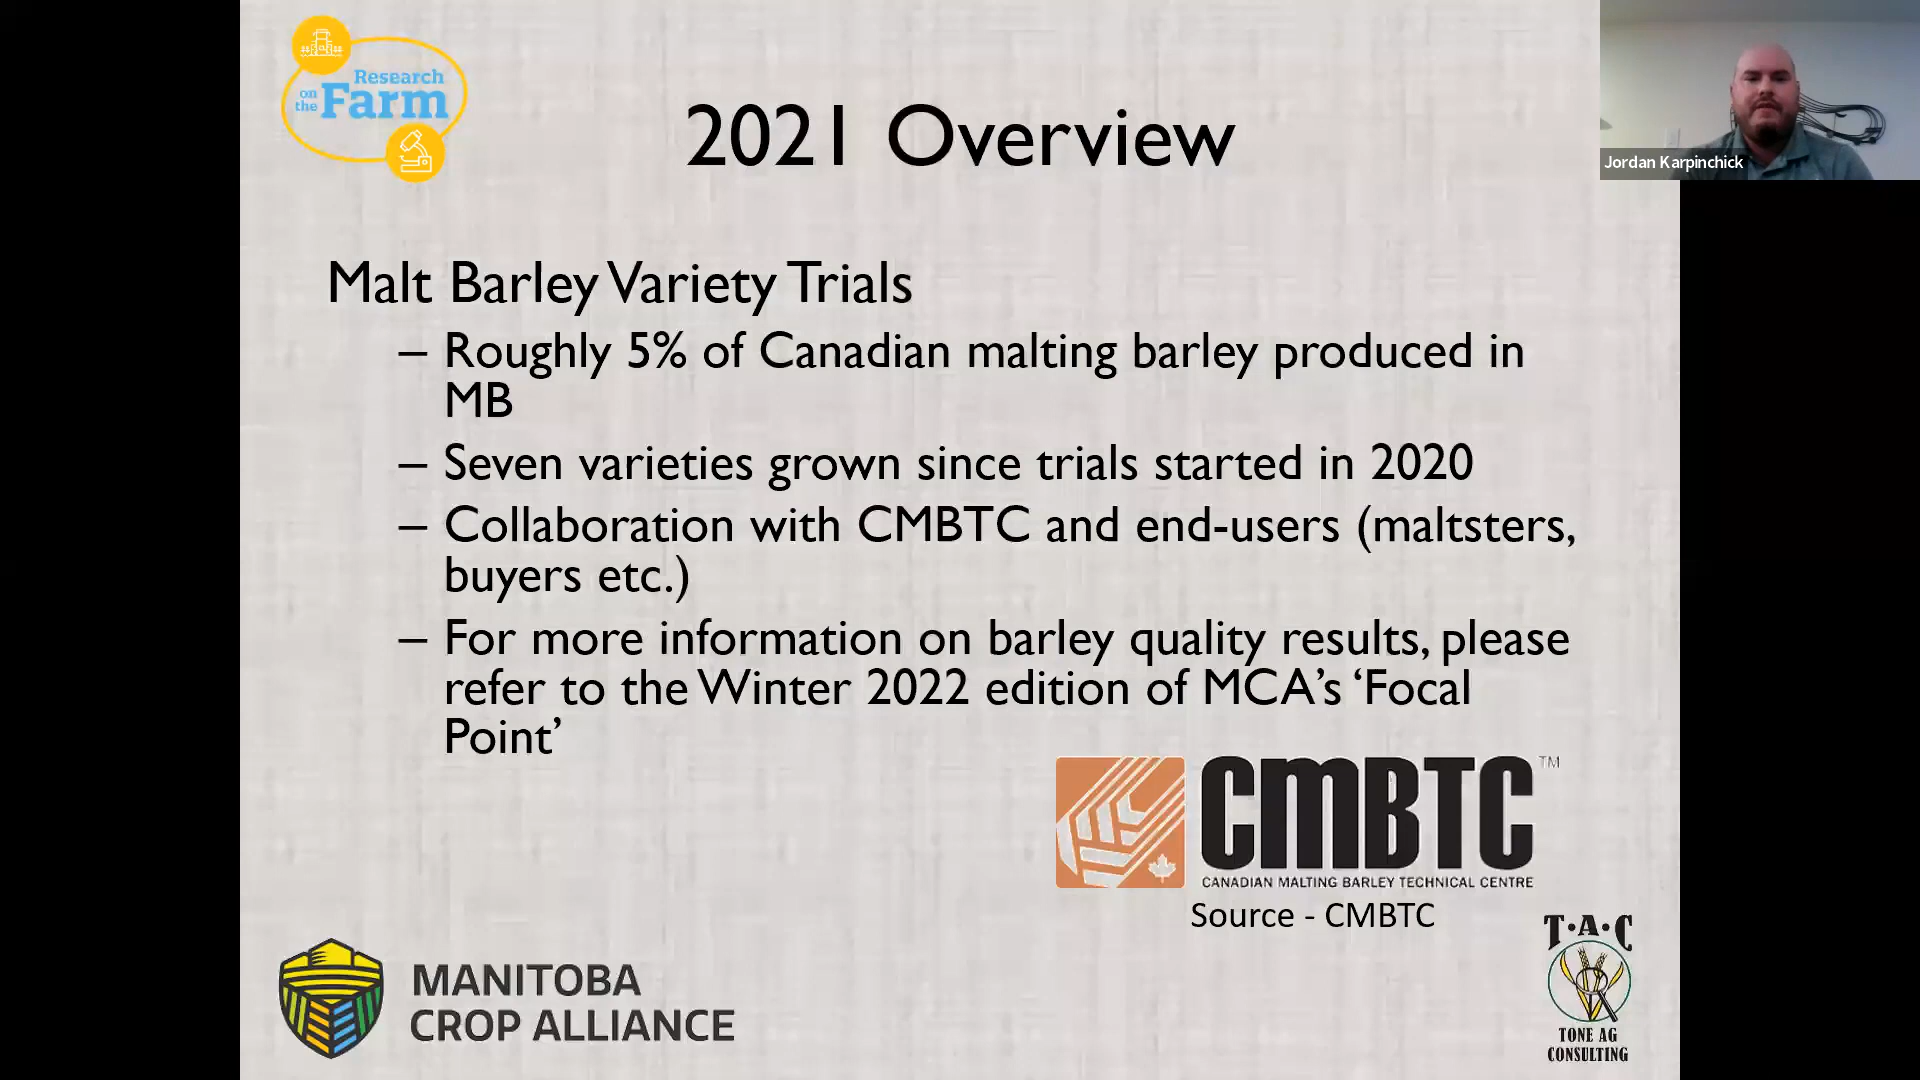 Research
on
the
Farm
2021 Overview
Jordan Karpinchick
Malt Barley Variety Trials
– Roughly 5% of Canadian malting barley produced in
MB
– Seven varieties grown since trials started in 2020
– Collaboration with CMBTC and end-users (maltsters,
buyers etc.)
– For more information on barley quality results, please
refer to the Winter 2022 edition of MCA’s ‘Focal
Point’
CMBTC™
CANADIAN MALTING BARLEY TECHNICAL CENTRE
Source - CMBTC
MANITOBA
CROP ALLIANCE
T·A·C
TONE AG
CONSULTING